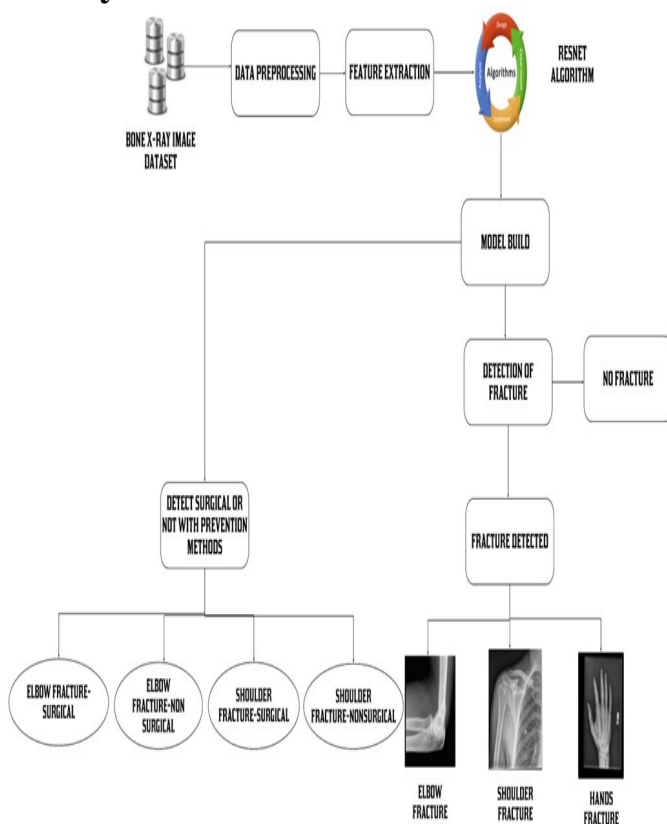 DATA PREPROCESSING
FEATURE EXTRACTION
Design
Algorithms
RESNET
ALGORITHM
BONE X-RAY IMAGE
DATASET
MODEL BUILD
DETECTION OF
FRACTURE
NO FRACTURE
DETECT SURGICAL OR
NOT WITH PREVENTION
METHODS
FRACTURE DETECTED
ELBOW FRACTURE-
SURGICAL
ELBOW
FRACTURE-NON
SURGICAL
SHOULDER
FRACTURE-SURGICAL
SHOULDER
FRACTURE-NONSURGICAL
ELBOW
FRACTURE
SHOULDER
FRACTURE
HANDS
FRACTURE